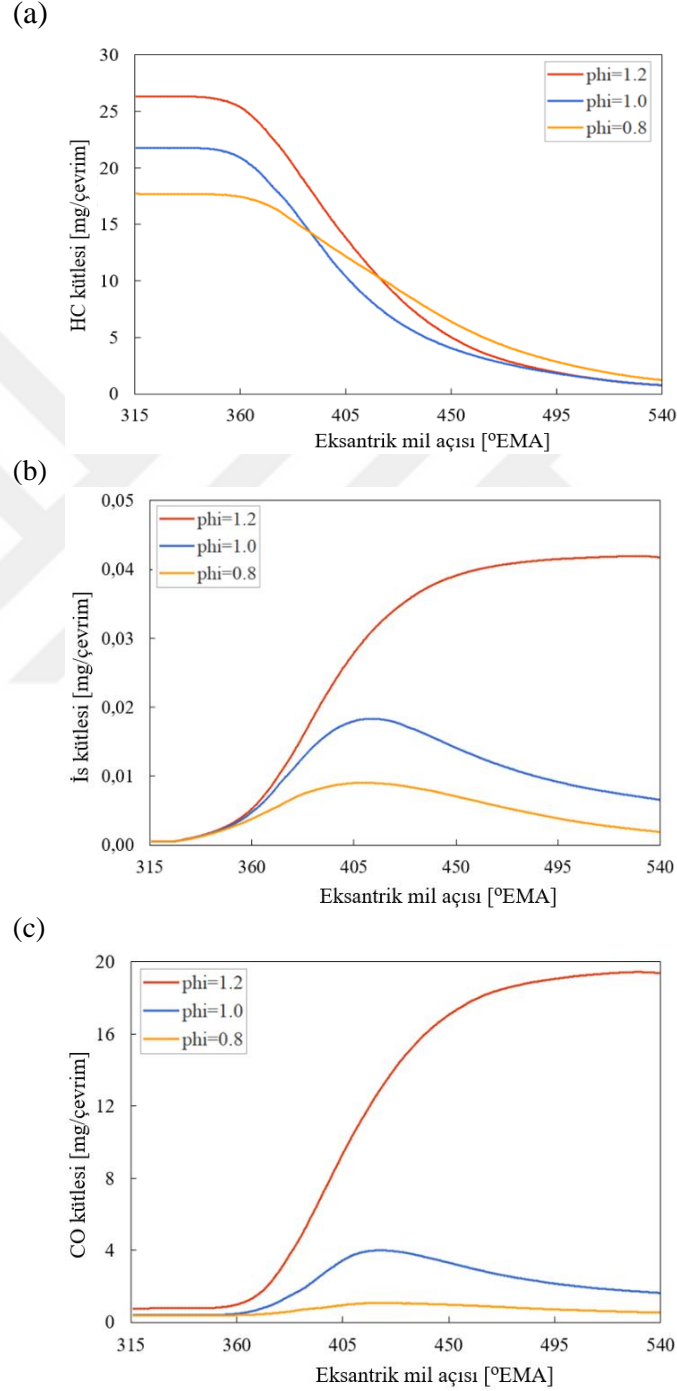 (a)
30
25
20
15
10
5
0
HC kütlesi [mg/çevrim]
phi=1.2
phi=1.0
phi=0.8
315 360 405 450 495 540
Eksantrik mil açısı [ºEMA]
(b)
0,05
0,04
0,03
0,02
0,01
0,00
İs kütlesi [mg/çevrim]
phi=1.2
phi=1.0
phi=0.8
315 360 405 450 495 540
Eksantrik mil açısı [ºEMA]
(c)
20
16
12
8
4
0
CO kütlesi [mg/çevrim]
phi=1.2
phi=1.0
phi=0.8
315 360 405 450 495 540
Eksantrik mil açısı [ºEMA]